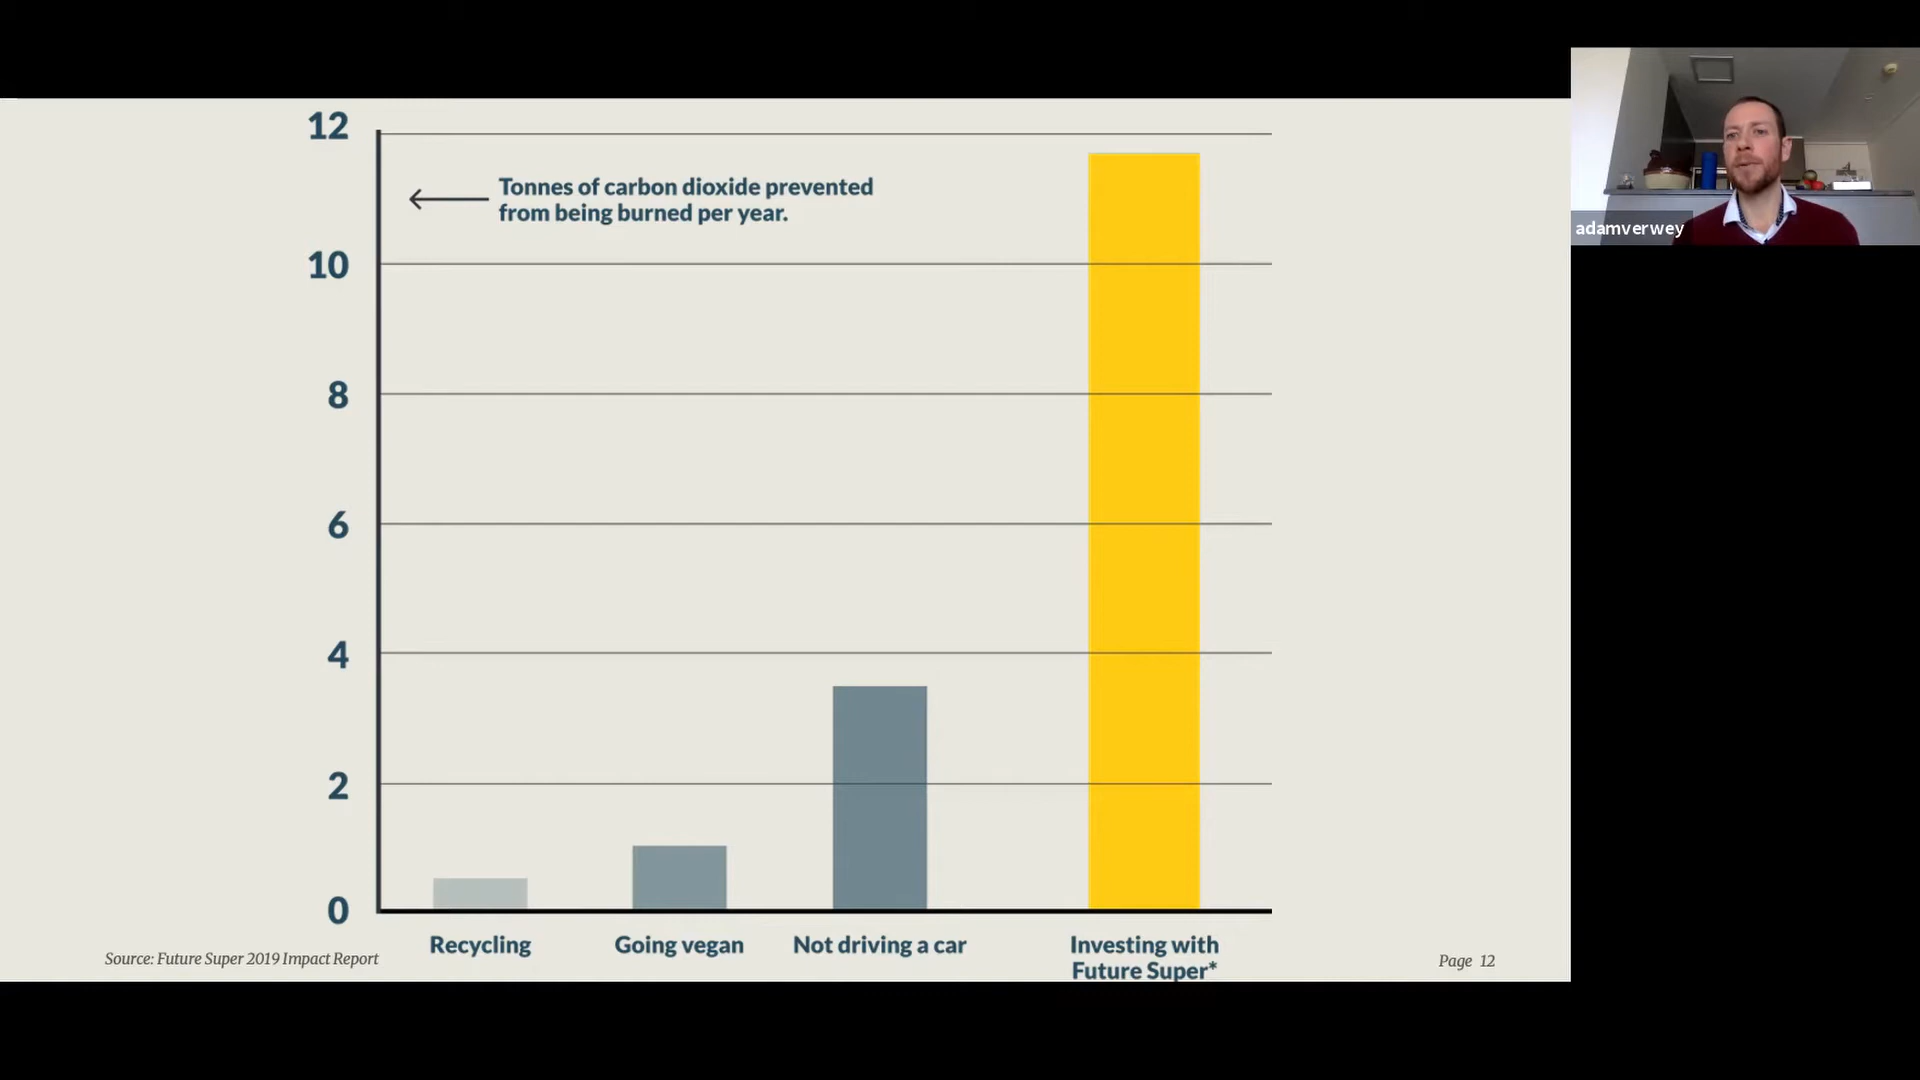 12
Tonnes of carbon dioxide prevented
from being burned per year.
10
8
6
4
2
0
Recycling
Going vegan
Not driving a car
Investing with
Future Super*
Source: Future Super 2019 Impact Report
Page 12
adamverwey